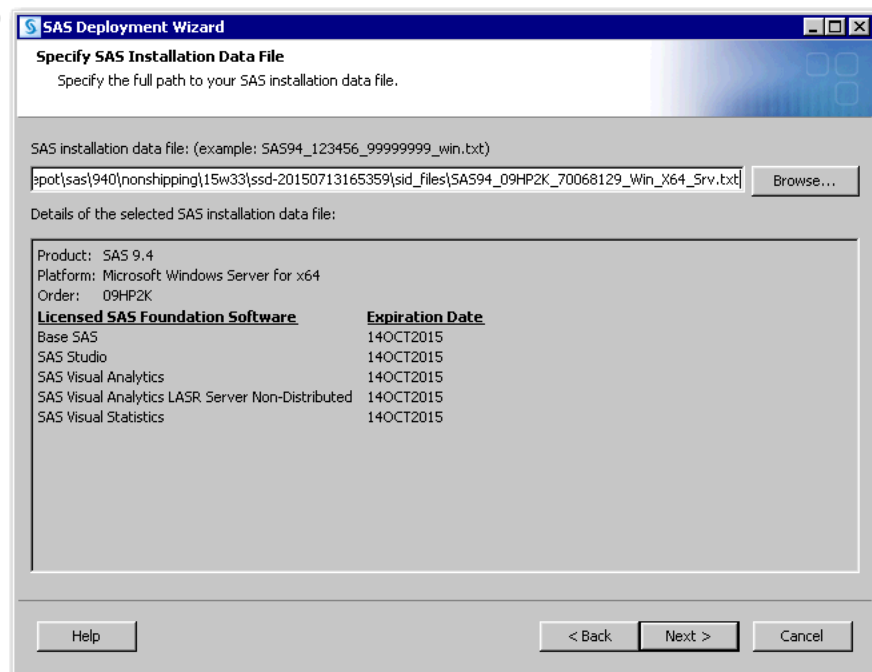 SAS Deployment Wizard
Specify SAS Installation Data File
Specify the full path to your SAS installation data file.
SAS installation data file: (example: SAS94_123456_99999999_win.txt)
epot\sas\940\nonshipping\15w33\ssd-20150713165359\sid_files\SAS94_09HP2K_70068129_Win_X64_Srv.txt
Browse...
Details of the selected SAS installation data file:
Product: SAS 9.4
Platform: Microsoft Windows Server for x64
Order: 09HP2K
Licensed SAS Foundation Software Expiration Date
Base SAS 14OCT2015
SAS Studio 14OCT2015
SAS Visual Analytics 14OCT2015
SAS Visual Analytics LASR Server Non-Distributed 14OCT2015
SAS Visual Statistics 14OCT2015
Help < Back Next > Cancel